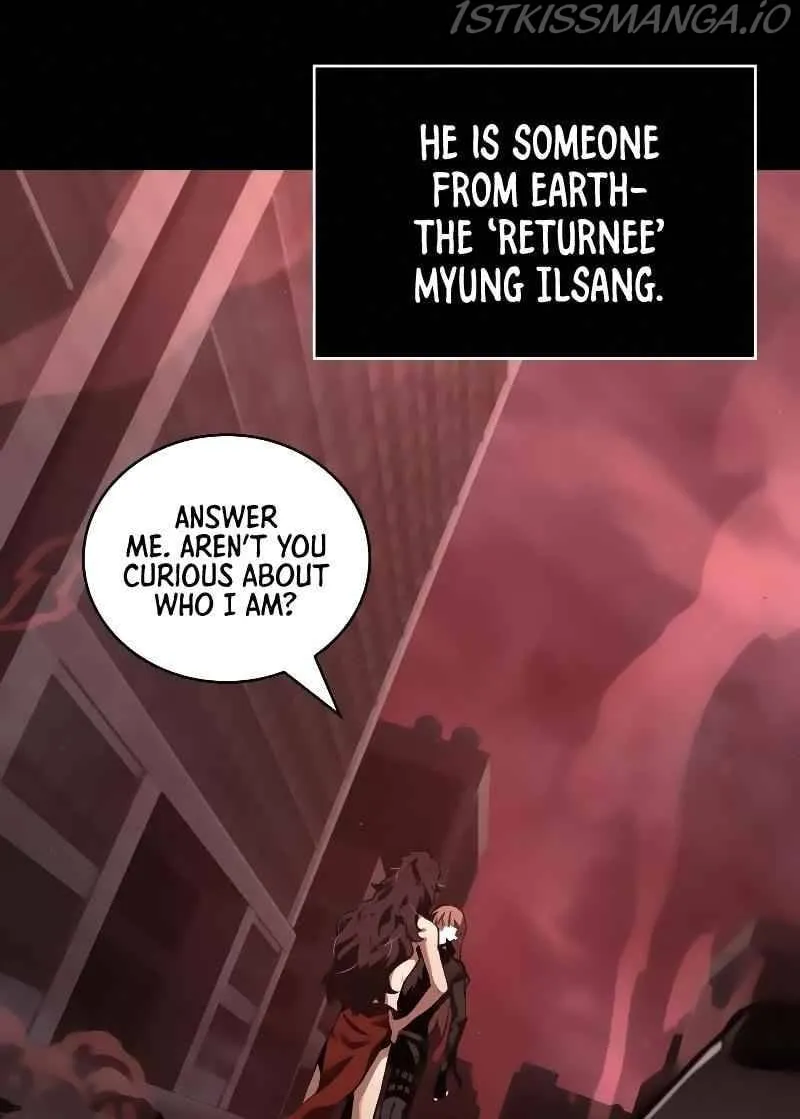 1STKISSMANGA.IO
HE IS SOMEONE
FROM EARTH-
THE ‘RETURNEE’
MYUNG ILSANG.
ANSWER
ME. AREN'T YOU
CURIOUS ABOUT
WHO I AM?